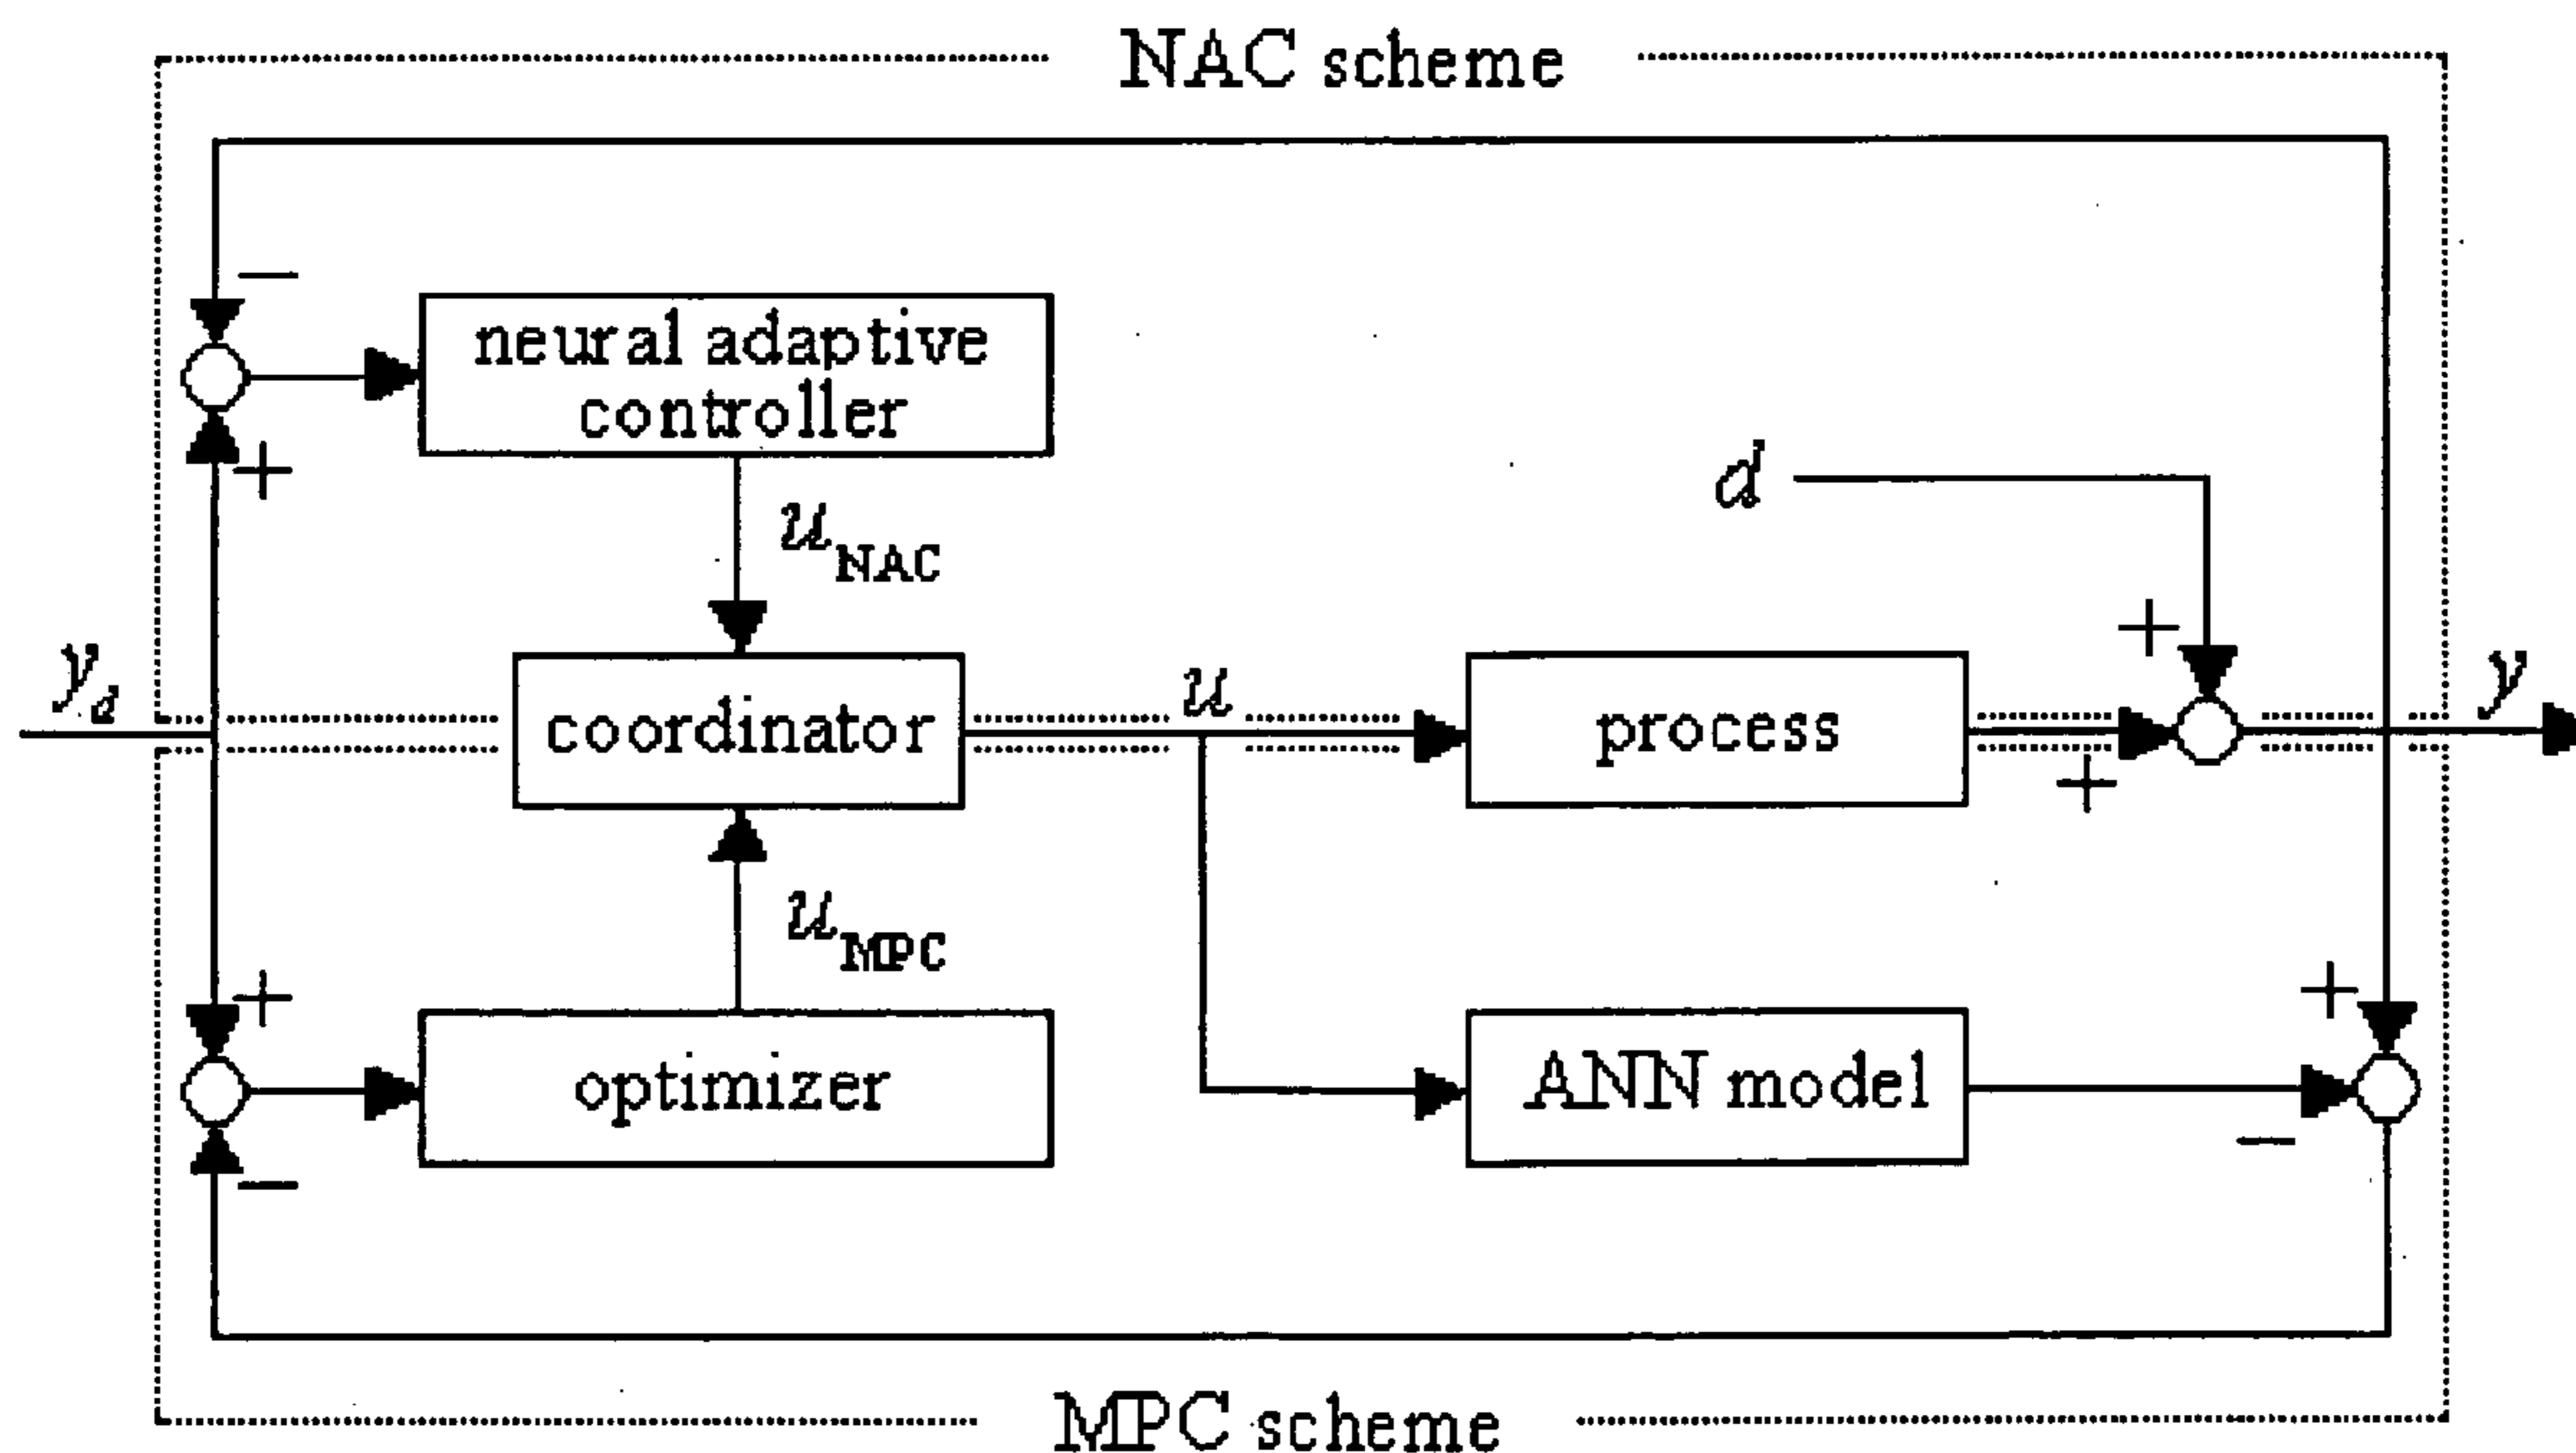 NAC scheme
−
neural adaptive
controller
+
u_NAC
d
y_d
coordinator
u
process
+
+
y
u_MPC
+
optimizer
−
ANN model
+
−
MPC scheme